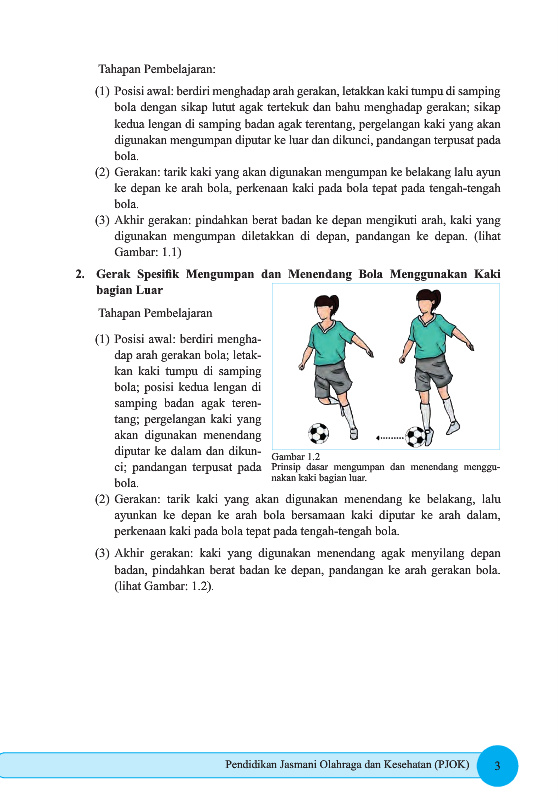 Tahapan Pembelajaran:
(1) Posisi awal: berdiri menghadap arah gerakan, letakkan kaki tumpu di samping
bola dengan sikap lutut agak tertekuk dan bahu menghadap gerakan; sikap
kedua lengan di samping badan agak terentang, pergelangan kaki yang akan
digunakan mengumpan diputar ke luar dan dikunci, pandangan terpusat pada
bola.
(2) Gerakan: tarik kaki yang akan digunakan mengumpan ke belakang lalu ayun
ke depan ke arah bola, perkenaan kaki pada bola tepat pada tengah-tengah
bola.
(3) Akhir gerakan: pindahkan berat badan ke depan mengikuti arah, kaki yang
digunakan mengumpan diletakkan di depan, pandangan ke depan. (lihat
Gambar: 1.1)
2. Gerak Spesifik Mengumpan dan Menendang Bola Menggunakan Kaki
bagian Luar
Tahapan Pembelajaran
(1) Posisi awal: berdiri mengha-
dap arah gerakan bola; letak-
kan kaki tumpu di samping
bola; posisi kedua lengan di
samping badan agak teren-
tang; pergelangan kaki yang
akan digunakan menendang
diputar ke dalam dan dikun-
ci; pandangan terpusat pada
bola.
Gambar 1.2
Prinsip dasar mengumpan dan menendang menggu-
nakan kaki bagian luar.
(2) Gerakan: tarik kaki yang akan digunakan menendang ke belakang, lalu
ayunkan ke depan ke arah bola bersamaan kaki diputar ke arah dalam,
perkenaan kaki pada bola tepat pada tengah-tengah bola.
(3) Akhir gerakan: kaki yang digunakan menendang agak menyilang depan
badan, pindahkan berat badan ke depan, pandangan ke arah gerakan bola.
(lihat Gambar: 1.2).
Pendidikan Jasmani Olahraga dan Kesehatan (PJOK) 3